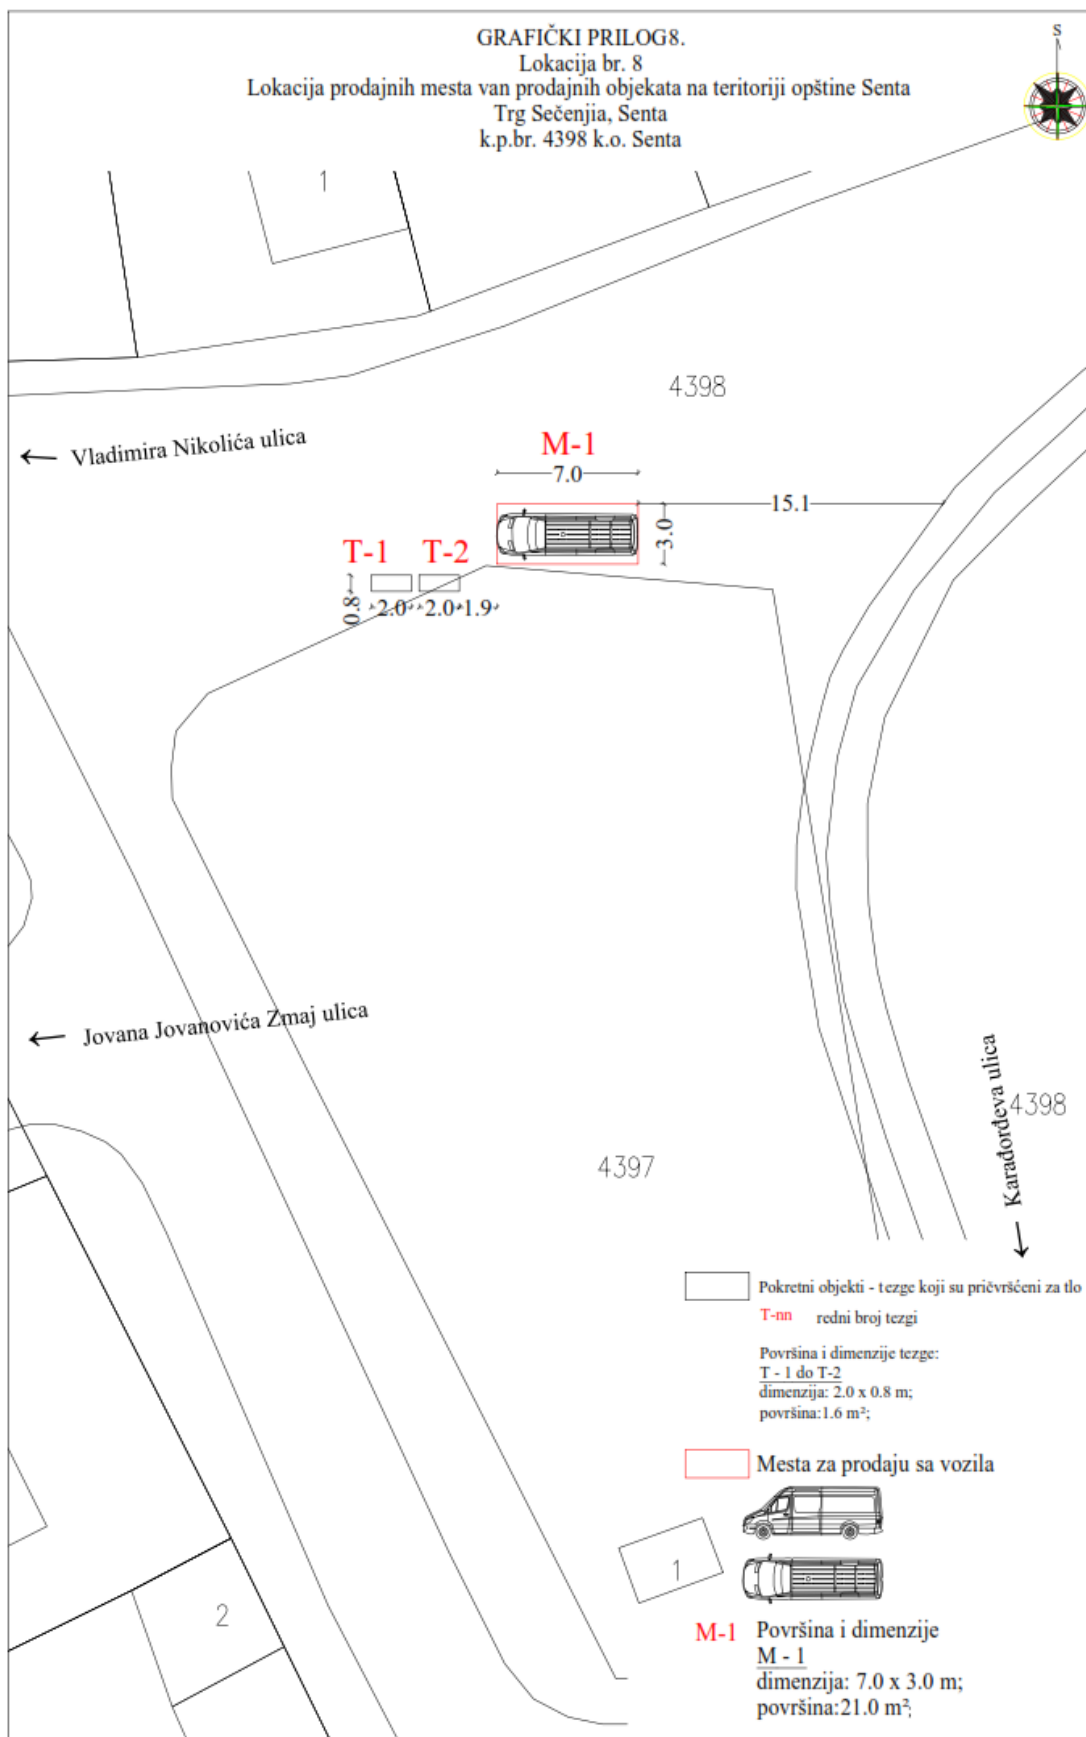 GRAFIČKI PRILOG8.
Lokacija br. 8
Lokacija prodajnih mesta van prodajnih objekata na teritoriji opštine Senta
Trg Sečenjia, Senta
k.p.br. 4398 k.o. Senta
S
1
4398
Vladimira Nikolića ulica
M-1
7.0
15.1
3.0
T-1 T-2
0.8
2.0 2.0 1.9
Jovana Jovanovića Zmaj ulica
Karađorđeva ulica
4398
4397
Pokretni objekti - tezge koji su pričvršćeni za tlo
T-nn redni broj tezgi
Površina i dimenzije tezge:
T - 1 do T-2
dimenzija: 2.0 x 0.8 m;
površina:1.6 m²;
Mesta za prodaju sa vozila
1
2
M-1 Površina i dimenzije
M - 1
dimenzija: 7.0 x 3.0 m;
površina:21.0 m²;